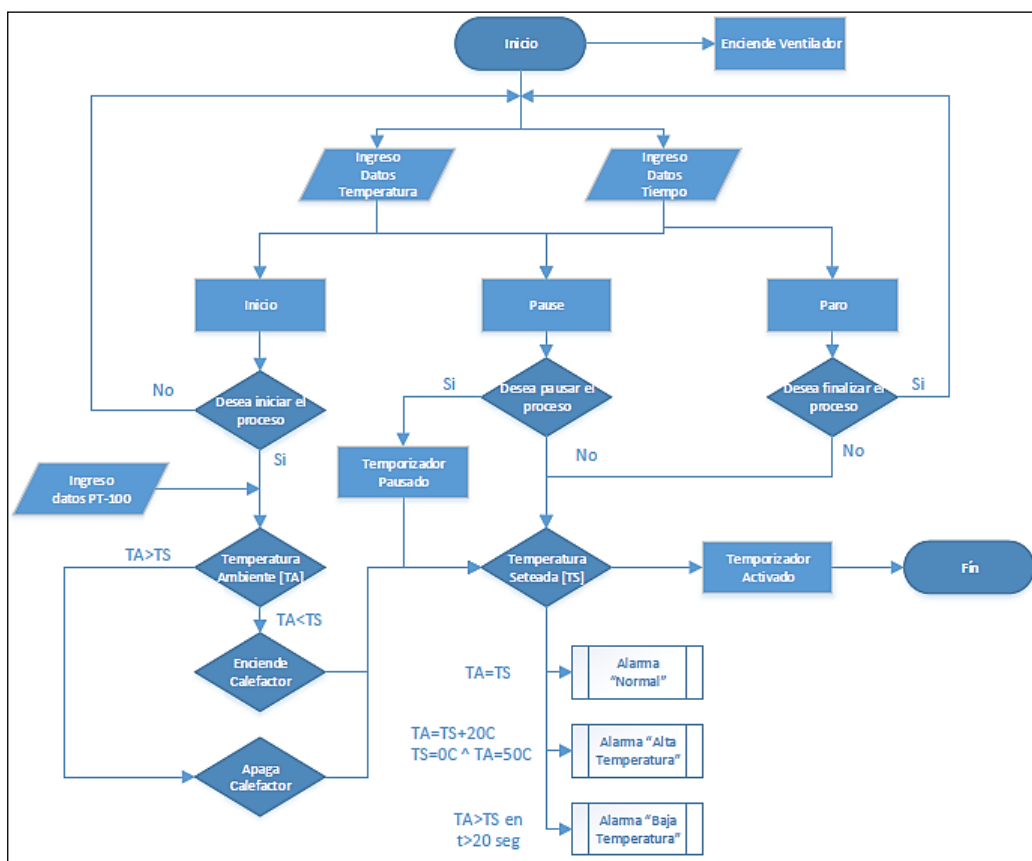 Inicio
Enciende Ventilador
Ingreso
Datos
Temperatura
Ingreso
Datos
Tiempo
Inicio
Pause
Paro
No
Desea iniciar el
proceso
Si
Desea pausar el
proceso
Desea finalizar el
proceso
Si
Si
No
No
Ingreso
datos PT-100
Temporizador
Pausado
TA>TS
Temperatura
Ambiente [TA]
Temperatura
Seteada [TS]
Temporizador
Activado
Fín
TA<TS
Enciende
Calefactor
TA=TS
Alarma
“Normal”
TA=TS+20C
TS=0C ^ TA=50C
Alarma “Alta
Temperatura”
Apaga
Calefactor
TA>TS en
t>20 seg
Alarma “Baja
Temperatura”